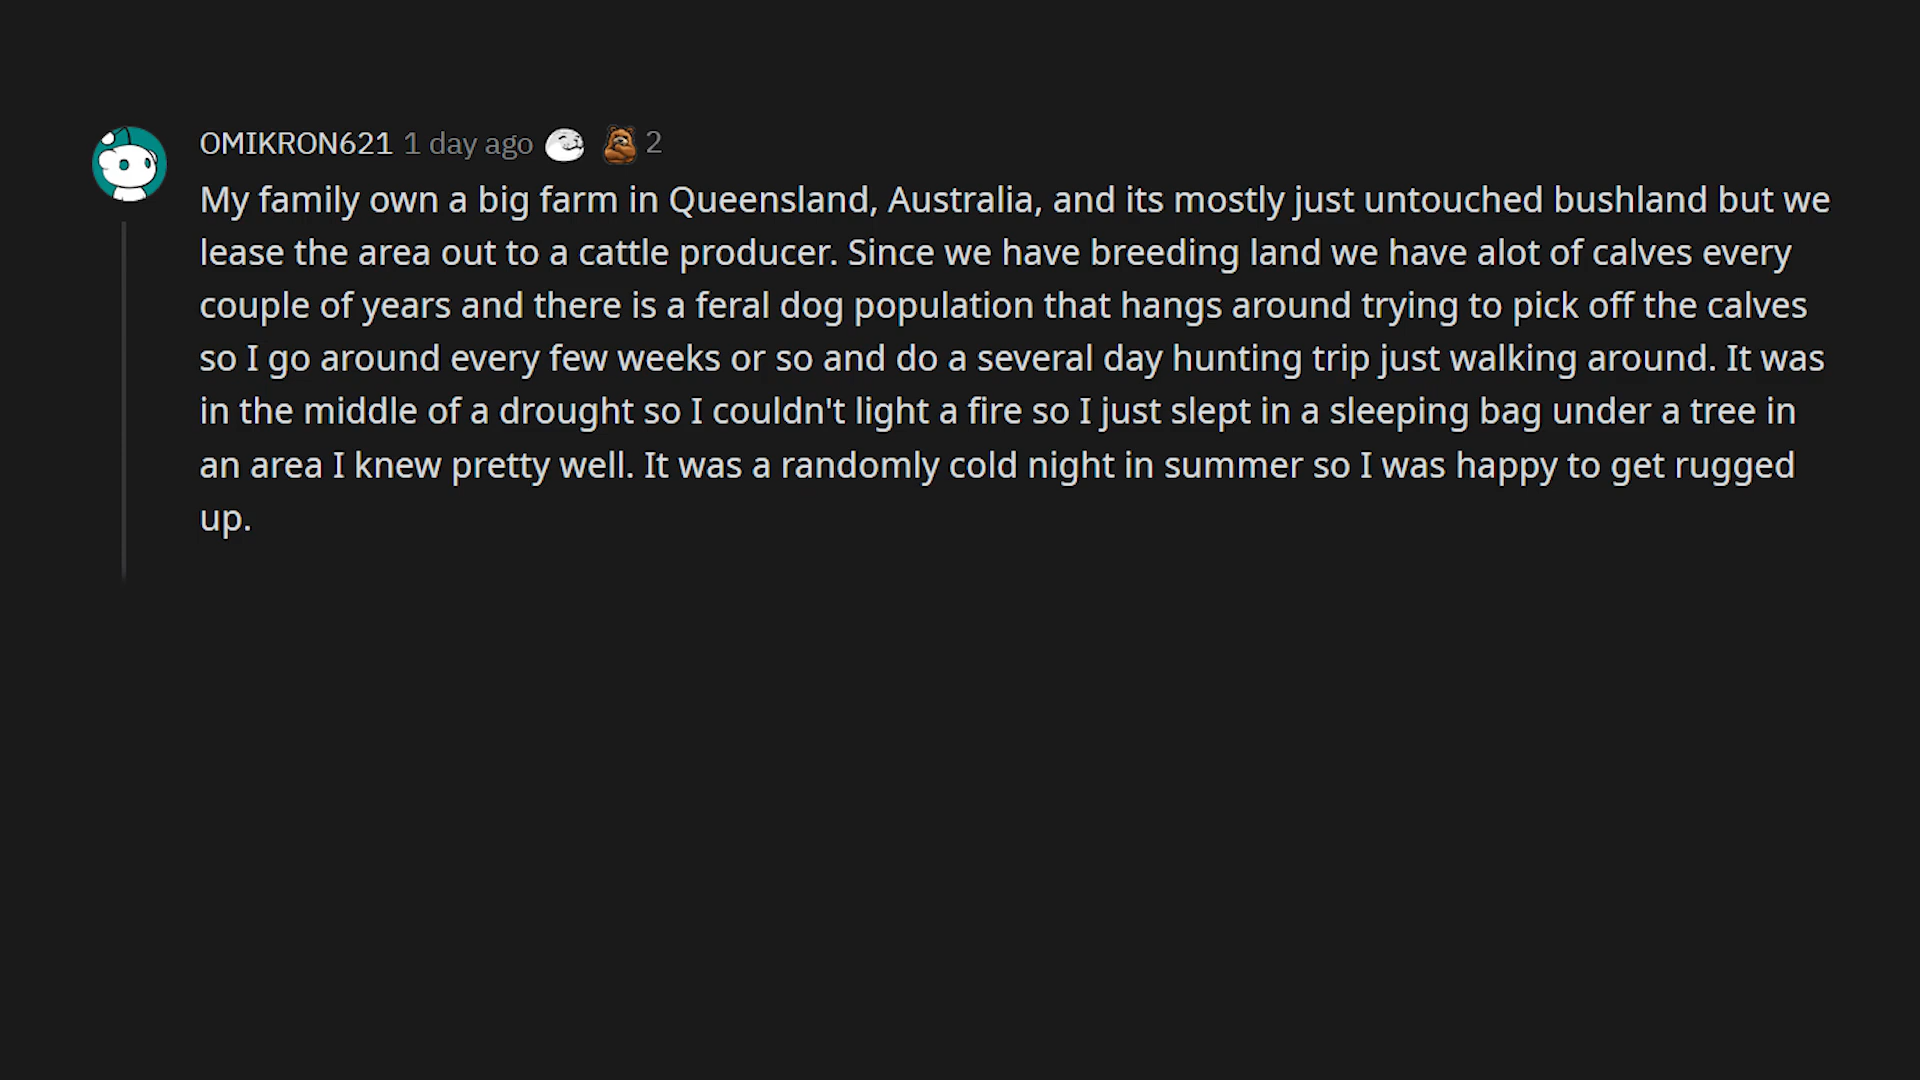 OMIKRON621 1 day ago 2
My family own a big farm in Queensland, Australia, and its mostly just untouched bushland but we
lease the area out to a cattle producer. Since we have breeding land we have alot of calves every
couple of years and there is a feral dog population that hangs around trying to pick off the calves
so I go around every few weeks or so and do a several day hunting trip just walking around. It was
in the middle of a drought so I couldn't light a fire so I just slept in a sleeping bag under a tree in
an area I knew pretty well. It was a randomly cold night in summer so I was happy to get rugged
up.